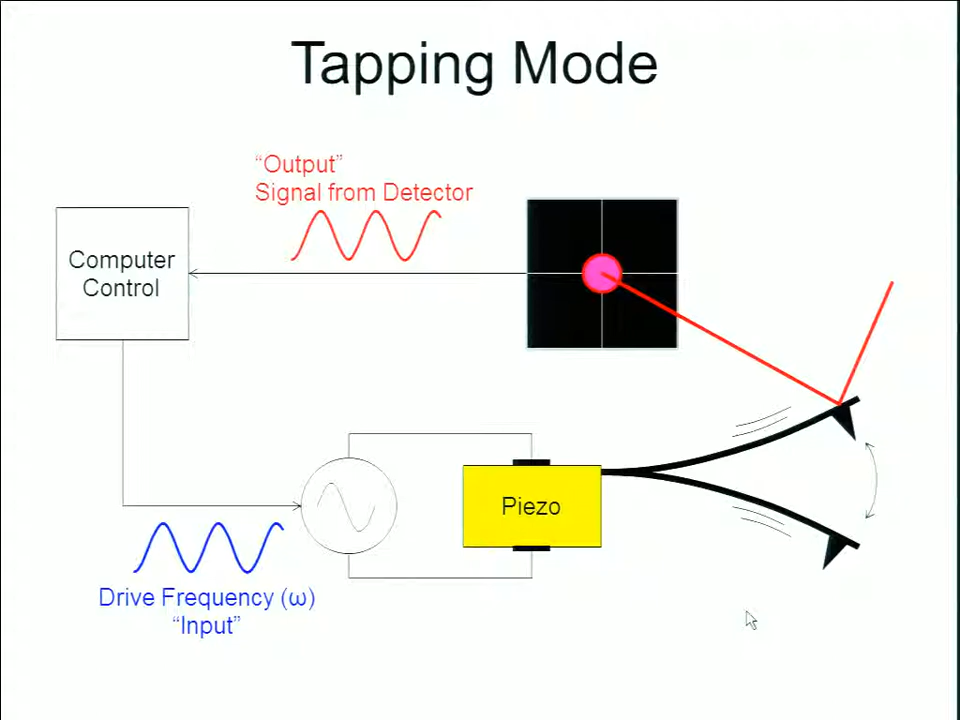 Tapping Mode
“Output”
Signal from Detector
Computer
Control
Piezo
Drive Frequency (ω)
“Input”